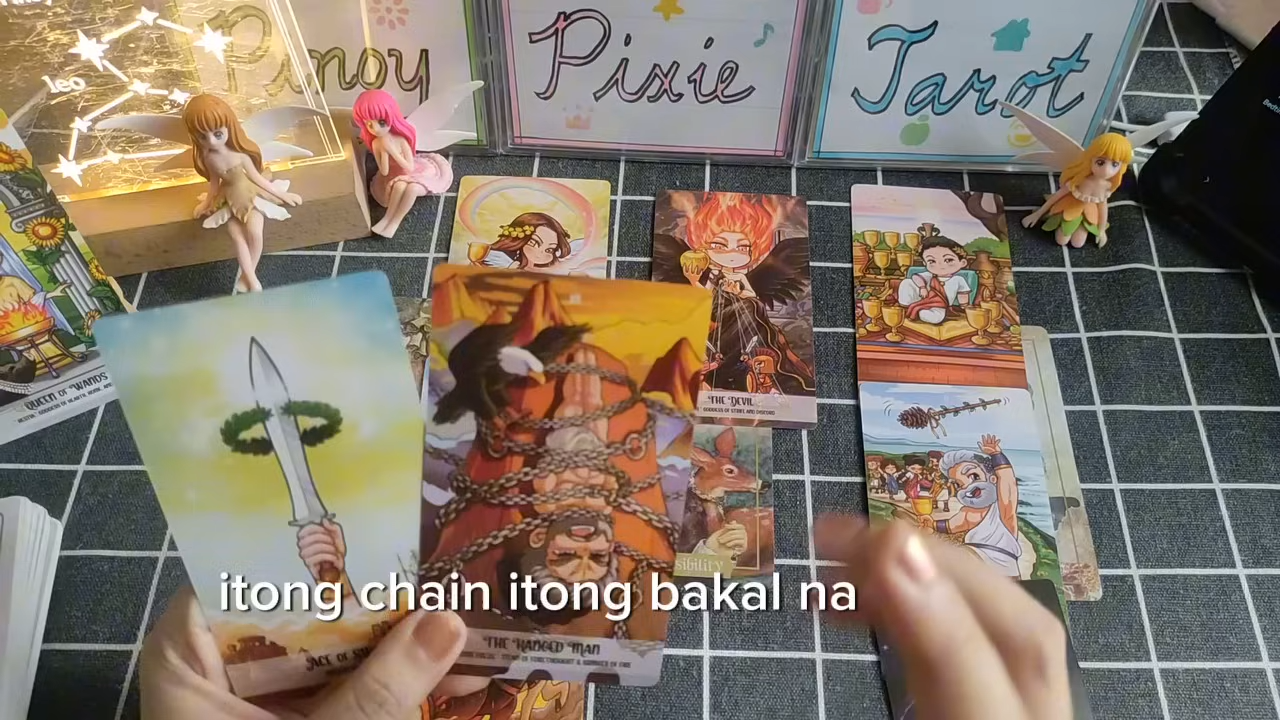 leo
Pinoy
Pixie
Tarot
QUEEN OF WANDS
THE DEVIL
GODDESS OF STRIFE AND DISCORD
sibility
itong chain itong bakal na
THE HANGED MAN
ACE OF